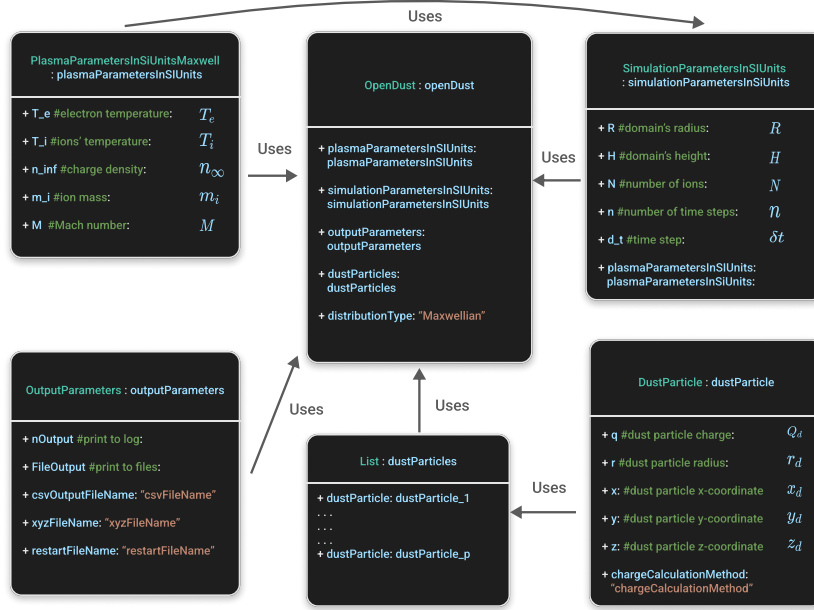 Uses
PlasmaParametersInSiUnitsMaxwell
: plasmaParametersInSIUnits
+ T_e #electron temperature: T_e
+ T_i #ions' temperature: T_i
+ n_inf #charge density: n_∞
+ m_i #ion mass: m_i
+ M #Mach number: M
Uses
OpenDust : openDust
+ plasmaParametersInSIUnits:
plasmaParametersInSIUnits
+ simulationParametersInSIUnits:
simulationParametersInSIUnits
+ outputParameters:
outputParameters
+ dustParticles:
dustParticles
+ distributionType: "Maxwellian"
Uses
SimulationParametersInSIUnits
: simulationParametersInSIUnits
+ R #domain's radius: R
+ H #domain's height: H
+ N #number of ions: N
+ n #number of time steps: n
+ d_t #time step: δt
+ plasmaParametersInSIUnits:
plasmaParametersInSiUnits:
OutputParameters : outputParameters
+ nOutput #print to log:
+ FileOutput #print to files:
+ csvOutputFileName: "csvFileName"
+ xyzFileName: "xyzFileName"
+ restartFileName: "restartFileName"
Uses
Uses
List : dustParticles
+ dustParticle: dustParticle_1
. . .
. . .
. . .
+ dustParticle: dustParticle_p
Uses
DustParticle : dustParticle
+ q #dust particle charge: Q_d
+ r #dust particle radius: r_d
+ x: #dust particle x-coordinate x_d
+ y: #dust particle y-coordinate y_d
+ z: #dust particle z-coordinate z_d
+ chargeCalculationMethod:
"chargeCalculationMethod"